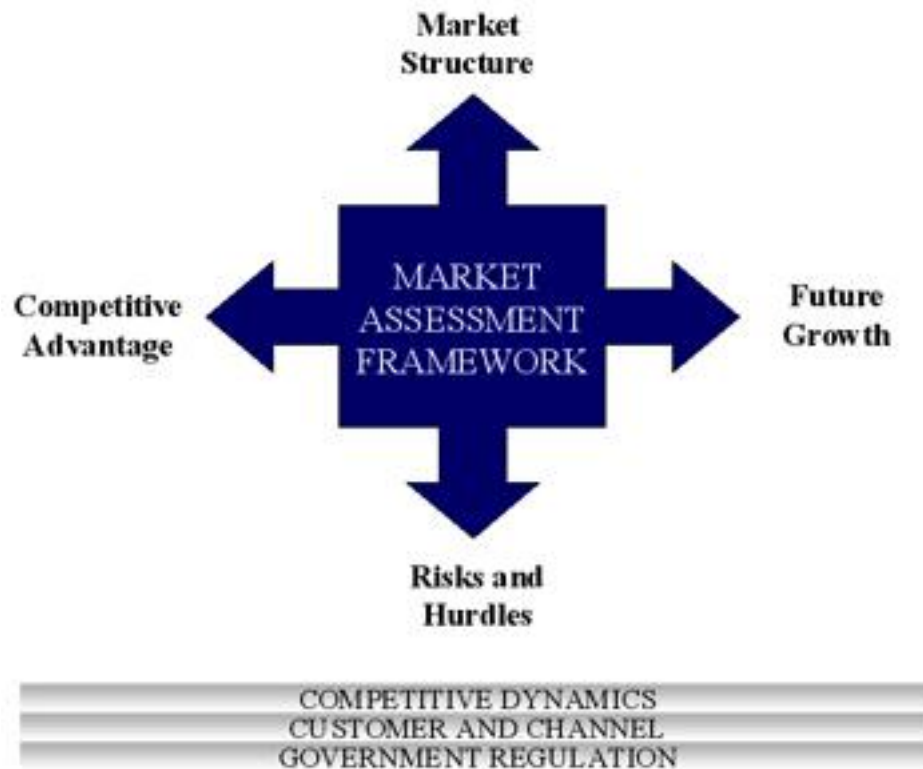 Market
Structure
Competitive
Advantage
MARKET
ASSESSMENT
FRAMEWORK
Future
Growth
Risks and
Hurdles
COMPETITIVE DYNAMICS
CUSTOMER AND CHANNEL
GOVERNMENT REGULATION